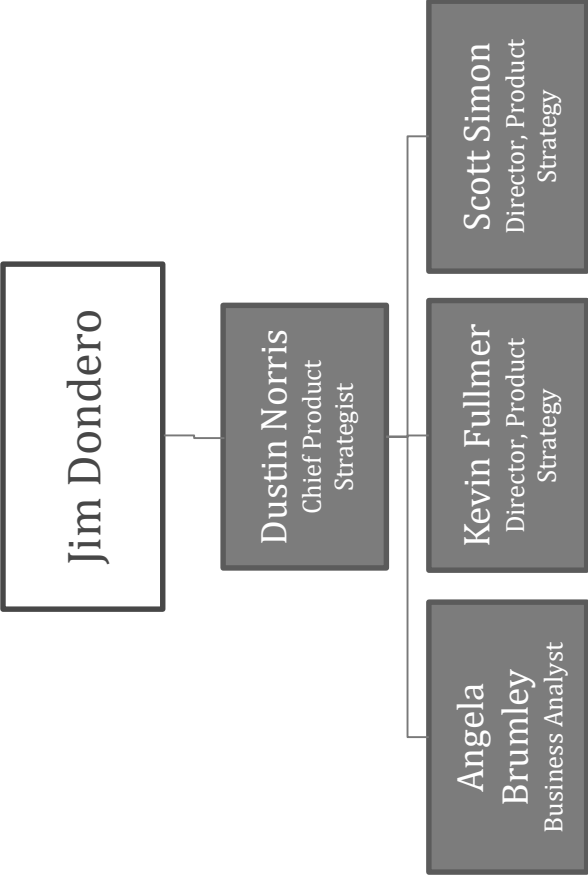 Jim Dondero
Dustin Norris
Chief Product
Strategist
Angela
Brumley
Business Analyst
Kevin Fullmer
Director, Product
Strategy
Scott Simon
Director, Product
Strategy